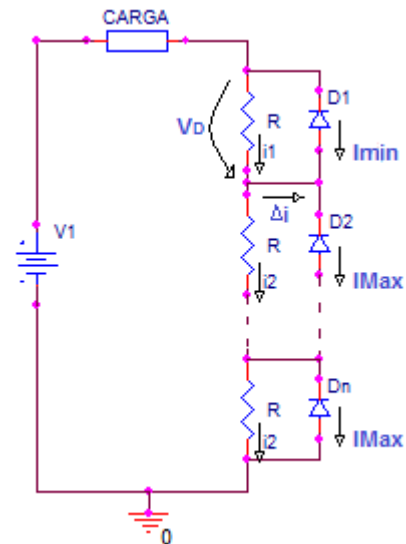 CARGA
D1
VD
R
i1
Imin
Δi
V1
D2
R
i2
IMax
Dn
R
i2
IMax
0